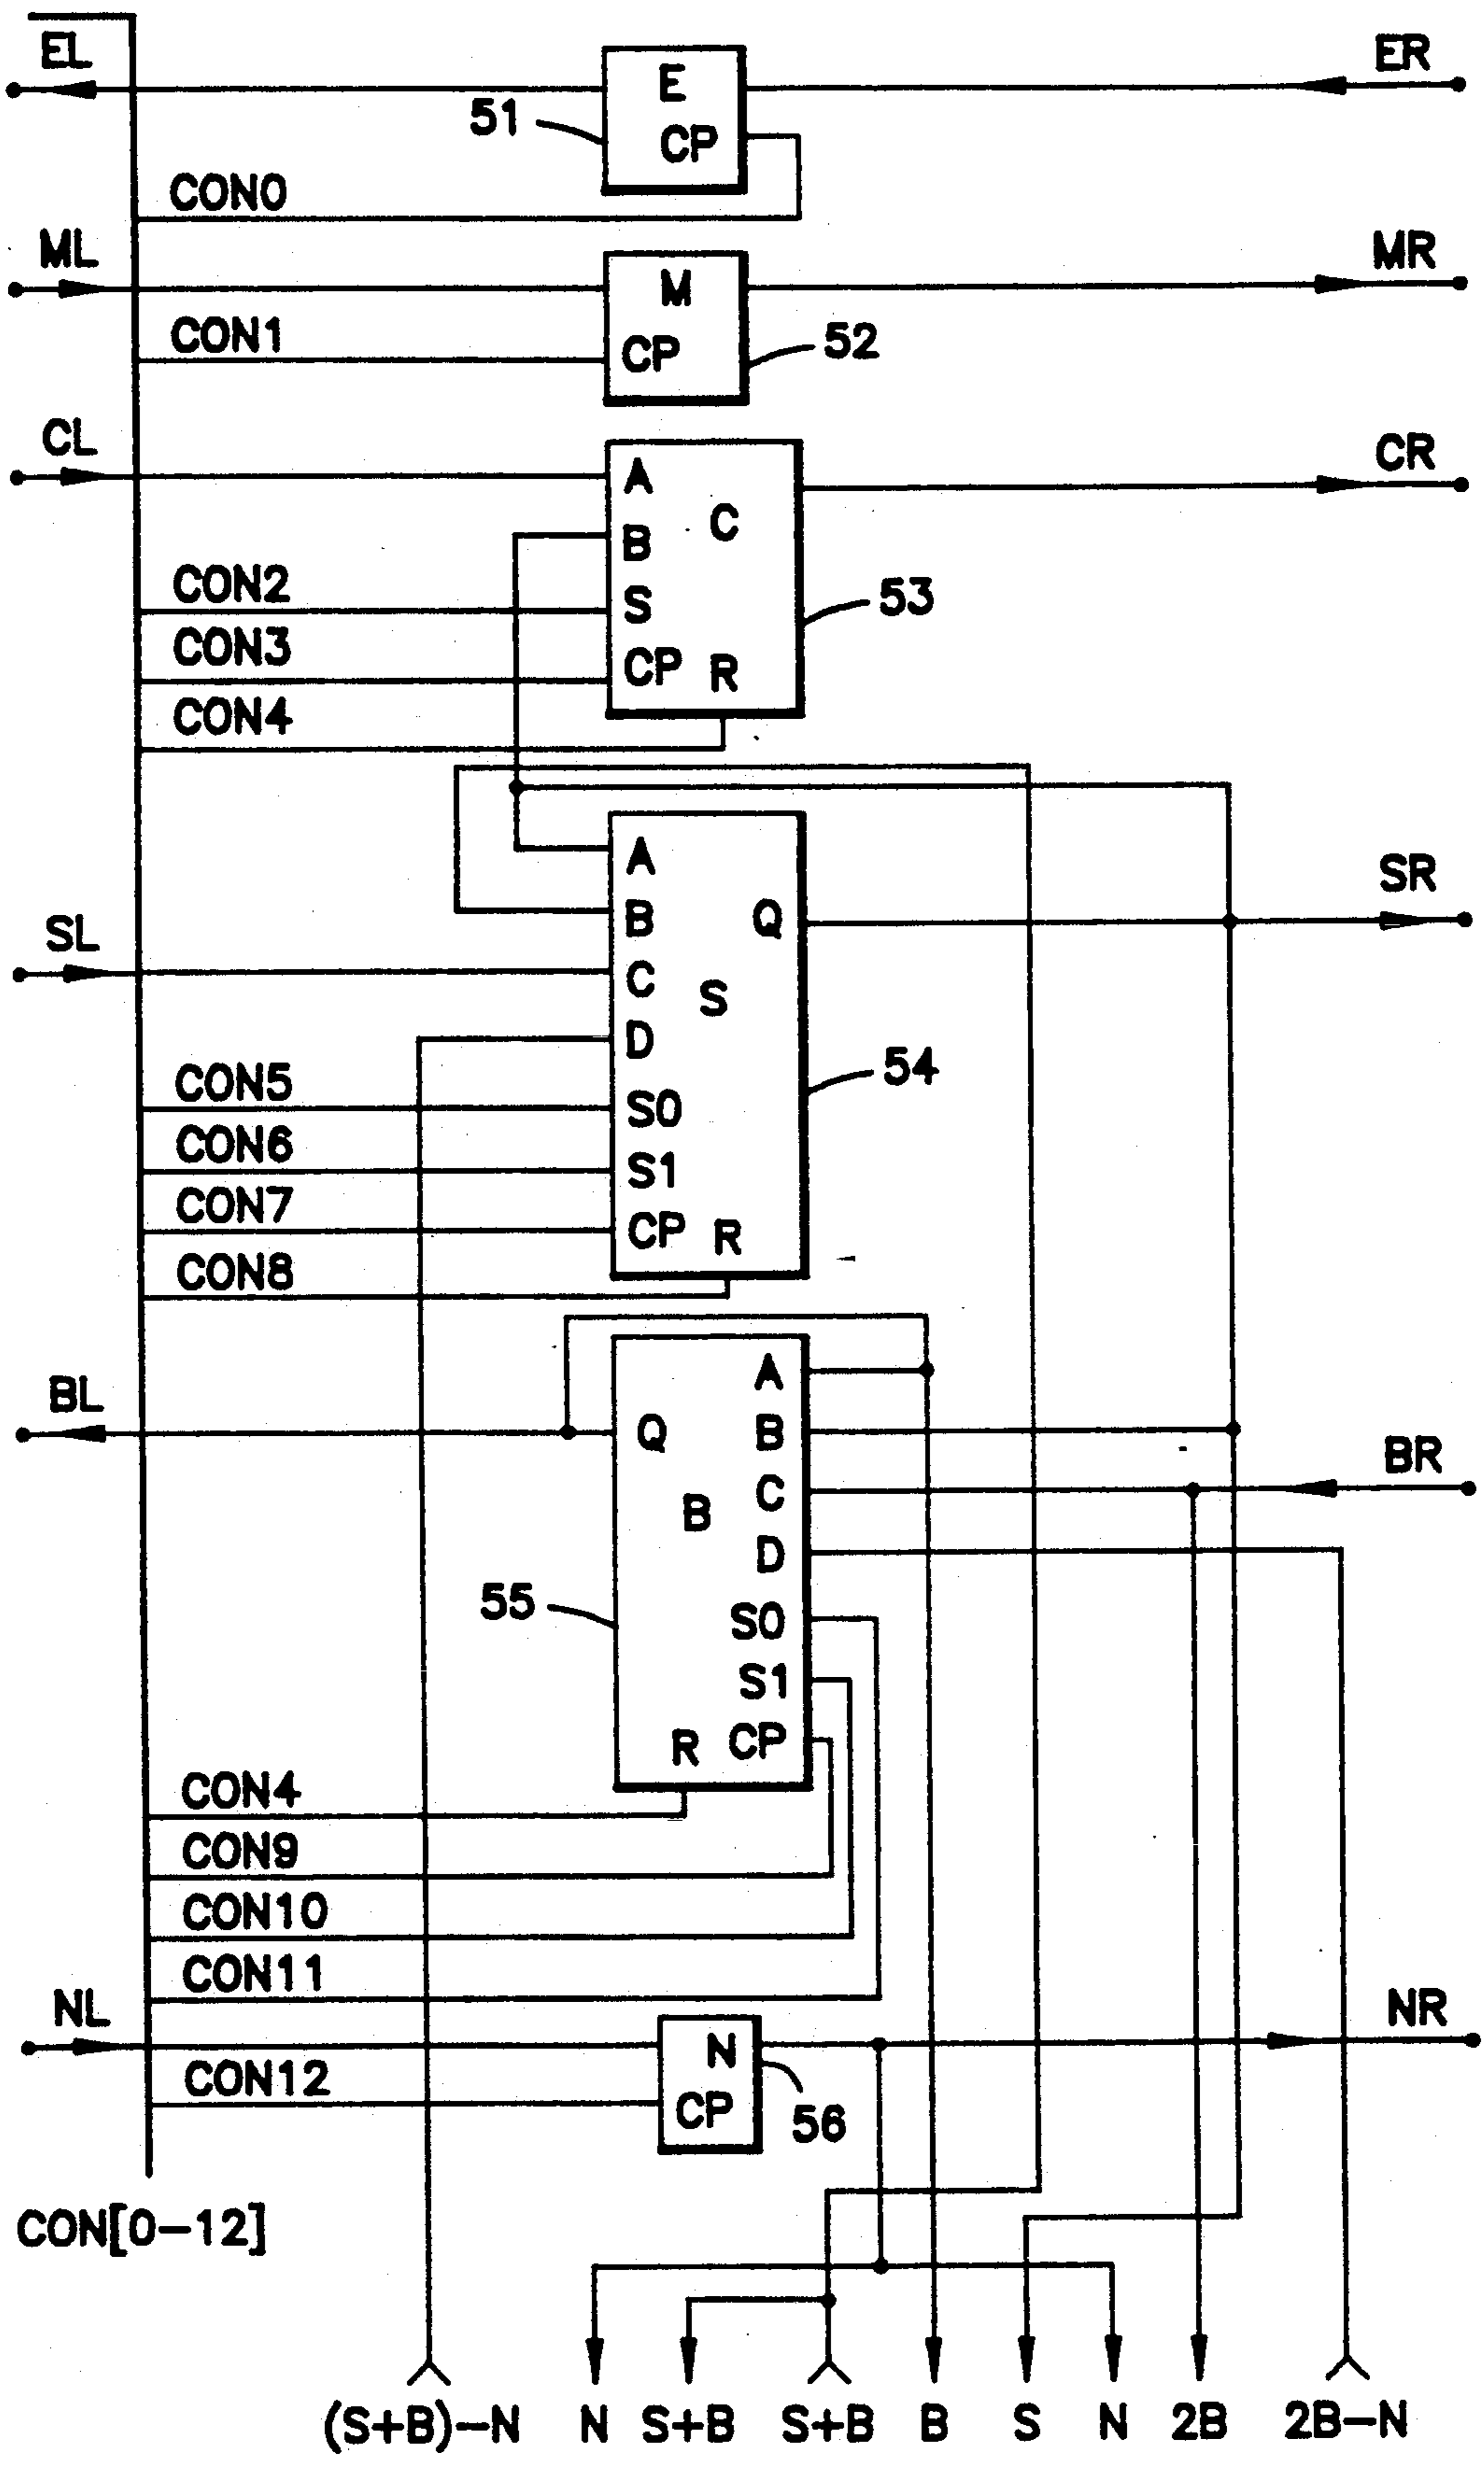 EL
E
ER
51
CP
CON0
ML
M
MR
CON1
CP
52
CL
A
CR
C
B
CON2
S
53
CON3
CP R
CON4
A
SR
B
Q
SL
C
S
D
54
CON5
S0
CON6
S1
CON7
CP R
CON8
A
BL
Q
B
BR
C
B
D
55
S0
S1
R CP
CON4
CON9
CON10
CON11
NL
N
NR
CON12
CP
56
CON[0-12]
(S+B)-N N S+B S+B B S N 2B 2B-N